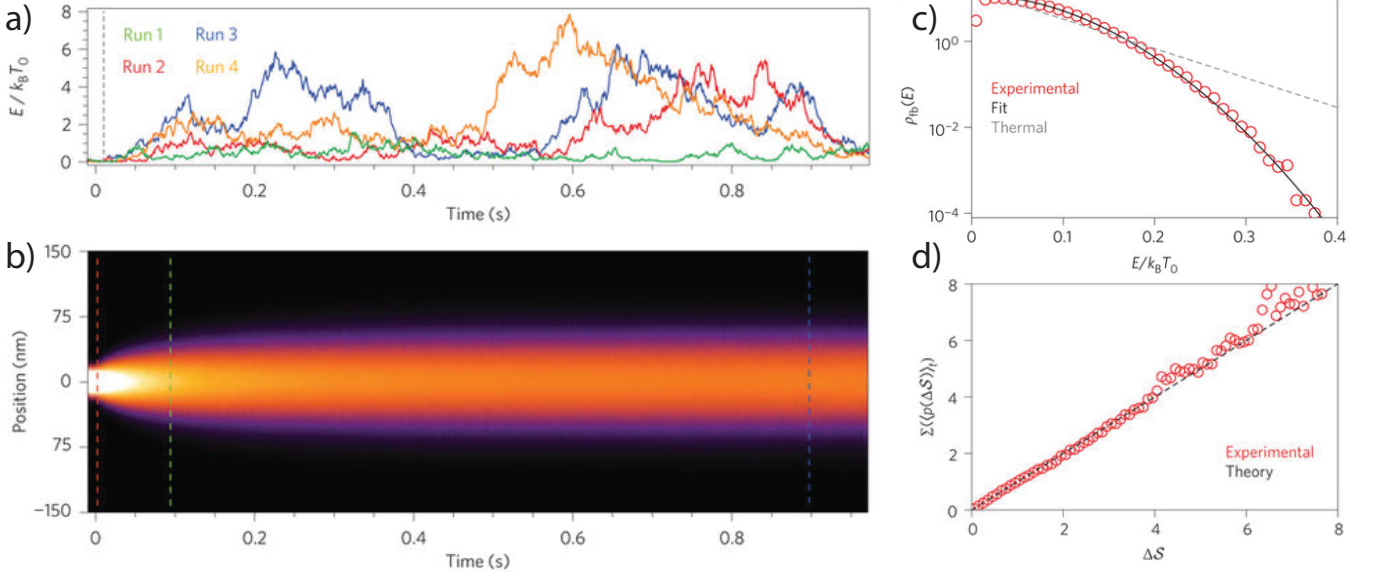 a)
8
6
4
2
0
E / kBT0
Run 1 Run 3
Run 2 Run 4
0 0.2 0.4 0.6 0.8
Time (s)
b)
150
75
0
75
−150
Position (nm)
0 0.2 0.4 0.6 0.8
Time (s)
c)
10⁰
10⁻²
10⁻⁴
ρfb(E)
Experimental
Fit
Thermal
0 0.1 0.2 0.3 0.4
E/kBT0
d)
8
6
4
2
0
Σ(⟨p(ΔS)⟩t)
Experimental
Theory
0 2 4 6 8
ΔS